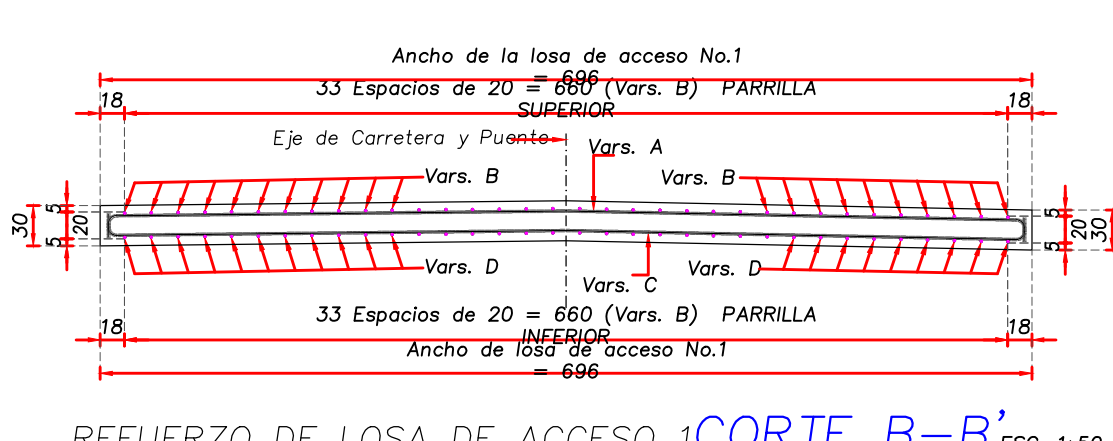 Ancho de la losa de acceso No.1
= 696
33 Espacios de 20 = 660 (Vars. B) PARRILLA
18
SUPERIOR
18
Eje de Carretera y Puente
Vars. A
Vars. B
Vars. B
30
5
20
5
5
20
30
5
Vars. D
Vars. D
Vars. C
33 Espacios de 20 = 660 (Vars. B) PARRILLA
18
INFERIOR
18
Ancho de losa de acceso No.1
= 696
REFUERZO DE LOSA DE ACCESO 1
CORTE B-B'
ESC. 1:50